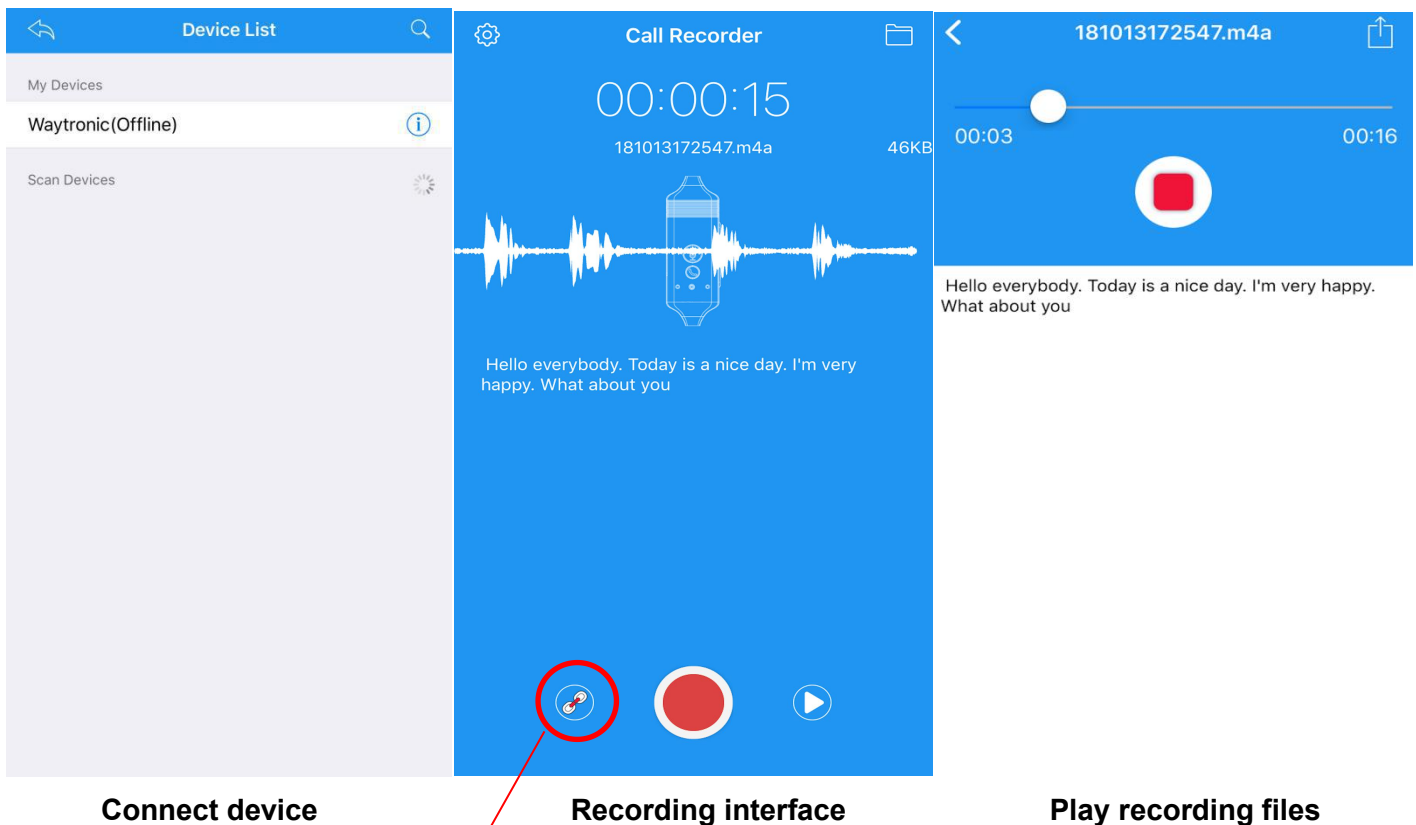 Device List
My Devices
Waytronic(Offline)
Scan Devices
Call Recorder
00:00:15
181013172547.m4a 46KB
Hello everybody. Today is a nice day. I'm very
happy. What about you
181013172547.m4a
00:03 00:16
Hello everybody. Today is a nice day. I'm very happy.
What about you
Connect device Recording interface Play recording files